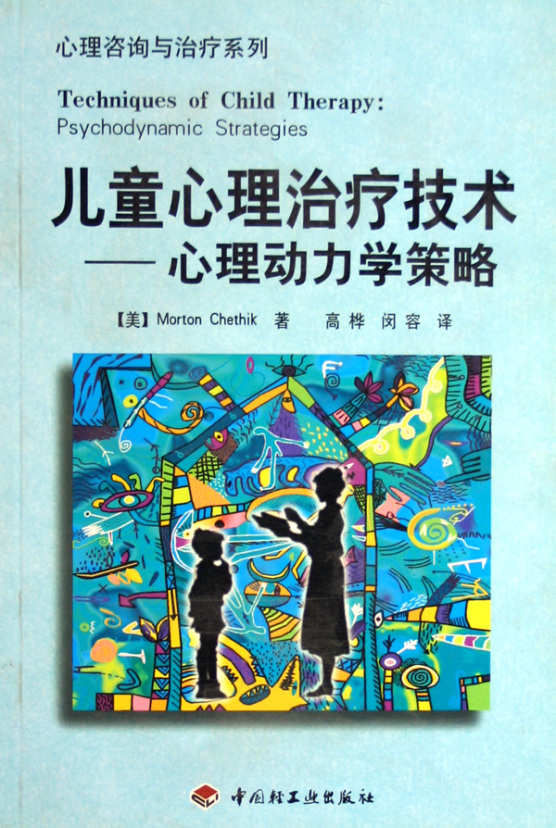 心理咨询与治疗系列
Techniques of Child Therapy:
Psychodynamic Strategies
儿童心理治疗技术
——心理动力学策略
【美】Morton Chethik 著 高桦 闵容 译
中国轻工业出版社